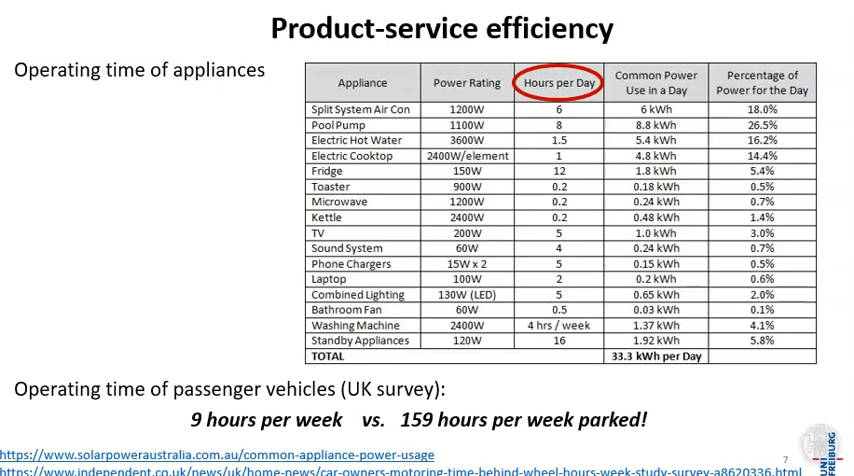 Product-service efficiency
Operating time of appliances
Appliance Power Rating Hours per Day Common Power Use in a Day Percentage of Power for the Day
Split System Air Con 1200W 6 6 kWh 18.0%
Pool Pump 1100W 8 8.8 kWh 26.5%
Electric Hot Water 3600W 1.5 5.4 kWh 16.2%
Electric Cooktop 2400W/element 1 4.8 kWh 14.4%
Fridge 150W 12 1.8 kWh 5.4%
Toaster 900W 0.2 0.18 kWh 0.5%
Microwave 1200W 0.2 0.24 kWh 0.7%
Kettle 2400W 0.2 0.48 kWh 1.4%
TV 200W 5 1.0 kWh 3.0%
Sound System 60W 4 0.24 kWh 0.7%
Phone Chargers 15W x 2 5 0.15 kWh 0.5%
Laptop 100W 2 0.2 kWh 0.6%
Combined Lighting 130W (LED) 5 0.65 kWh 2.0%
Bathroom Fan 60W 0.5 0.03 kWh 0.1%
Washing Machine 2400W 4 hrs / week 1.37 kWh 4.1%
Standby Appliances 120W 16 1.92 kWh 5.8%
TOTAL 33.3 kWh per Day
Operating time of passenger vehicles (UK survey):
9 hours per week vs. 159 hours per week parked!
https://www.solarpoweraustralia.com.au/common-appliance-power-usage
https://www.independent.co.uk/news/uk/home-news/car-owners-motoring-time-behind-wheel-hours-week-study-survey-a8620336.html
7
FREIBURG